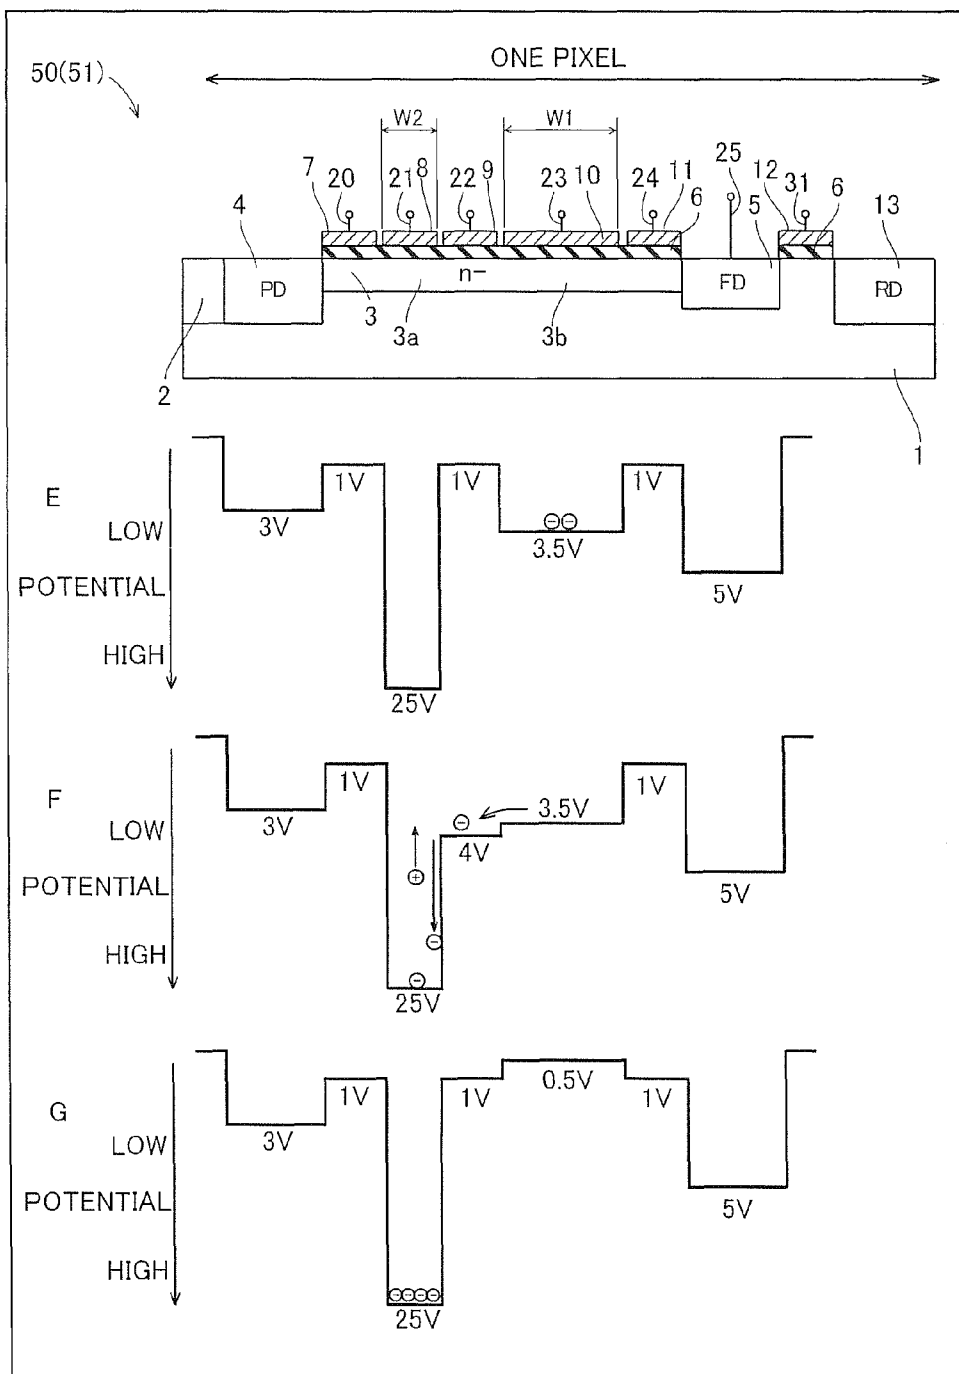 ONE PIXEL
50(51)
W2 W1
7 20 21 8 22 9 23 10 24 11 6 25 5 12 31 6 13
4
PD n− FD RD
3 3a 3b
2 1
E
LOW
POTENTIAL
HIGH
3V 1V 25V 1V ⊖⊖ 3.5V 1V 5V
F
LOW
POTENTIAL
HIGH
3V 1V 25V ⊕ ⊖ ⊖ ⊖ 4V 3.5V 1V 5V
G
LOW
POTENTIAL
HIGH
3V 1V ⊖⊖⊖⊖ 25V 1V 0.5V 1V 5V